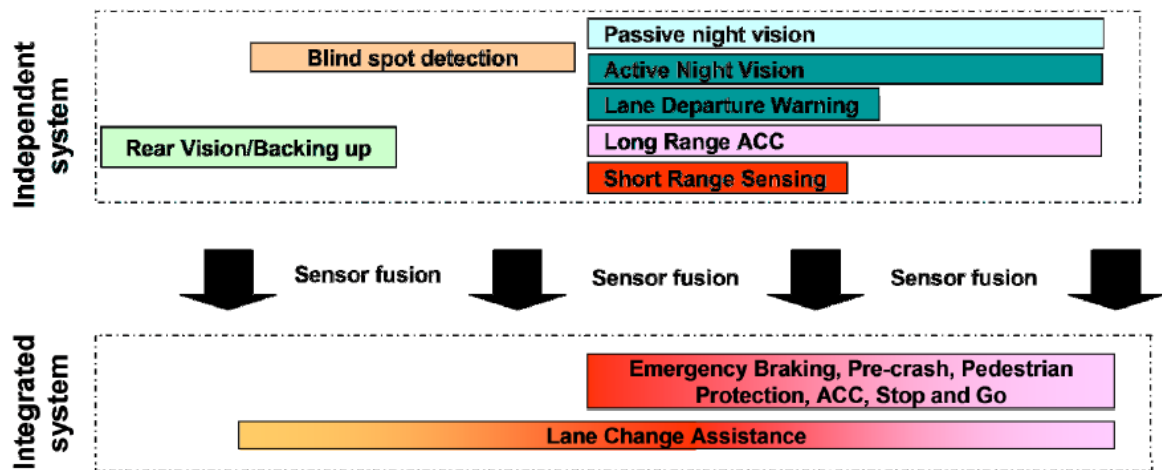 Independent
system
Passive night vision
Blind spot detection
Active Night Vision
Lane Departure Warning
Rear Vision/Backing up
Long Range ACC
Short Range Sensing
Sensor fusion
Sensor fusion
Sensor fusion
Integrated
system
Emergency Braking, Pre-crash, Pedestrian
Protection, ACC, Stop and Go
Lane Change Assistance